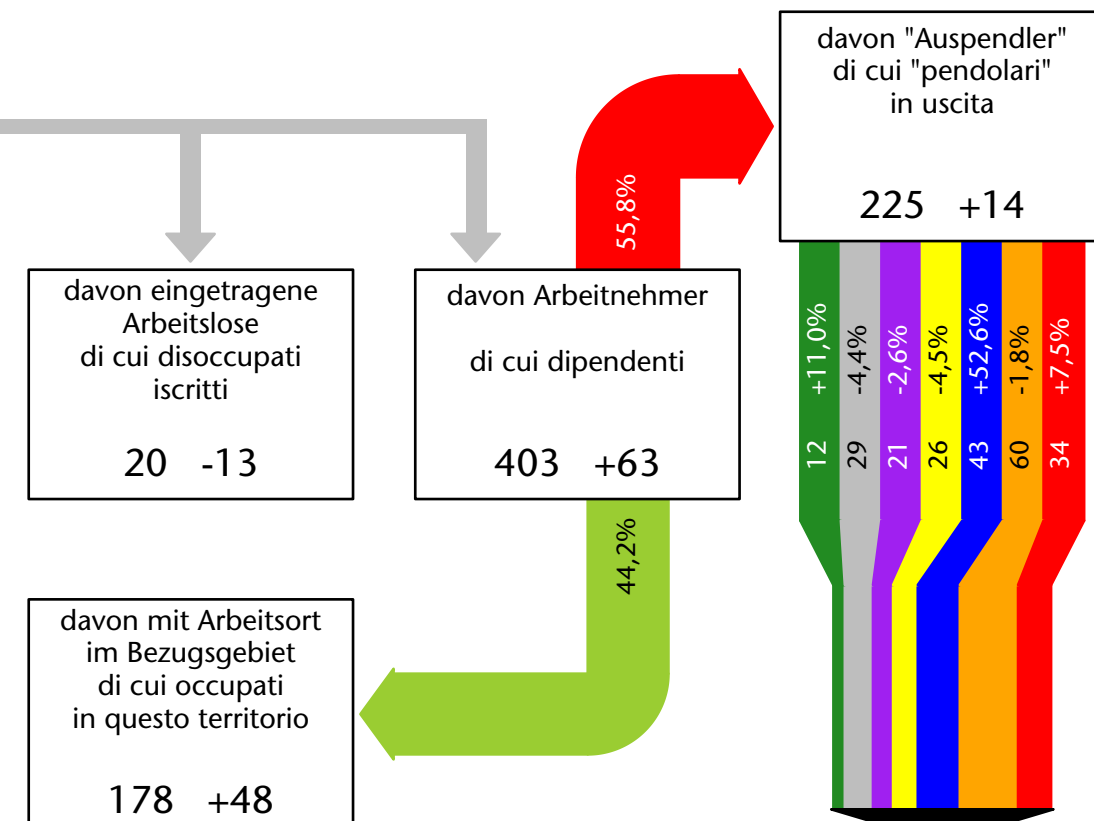 davon "Auspendler"
di cui "pendolari"
in uscita
225 +14
55,8%
davon eingetragene
Arbeitslose
di cui disoccupati
iscritti
20 -13
davon Arbeitnehmer
di cui dipendenti
403 +63
12 +11,0%
29 -4,4%
21 -2,6%
26 -4,5%
43 +52,6%
60 -1,8%
34 +7,5%
44,2%
davon mit Arbeitsort
im Bezugsgebiet
di cui occupati
in questo territorio
178 +48